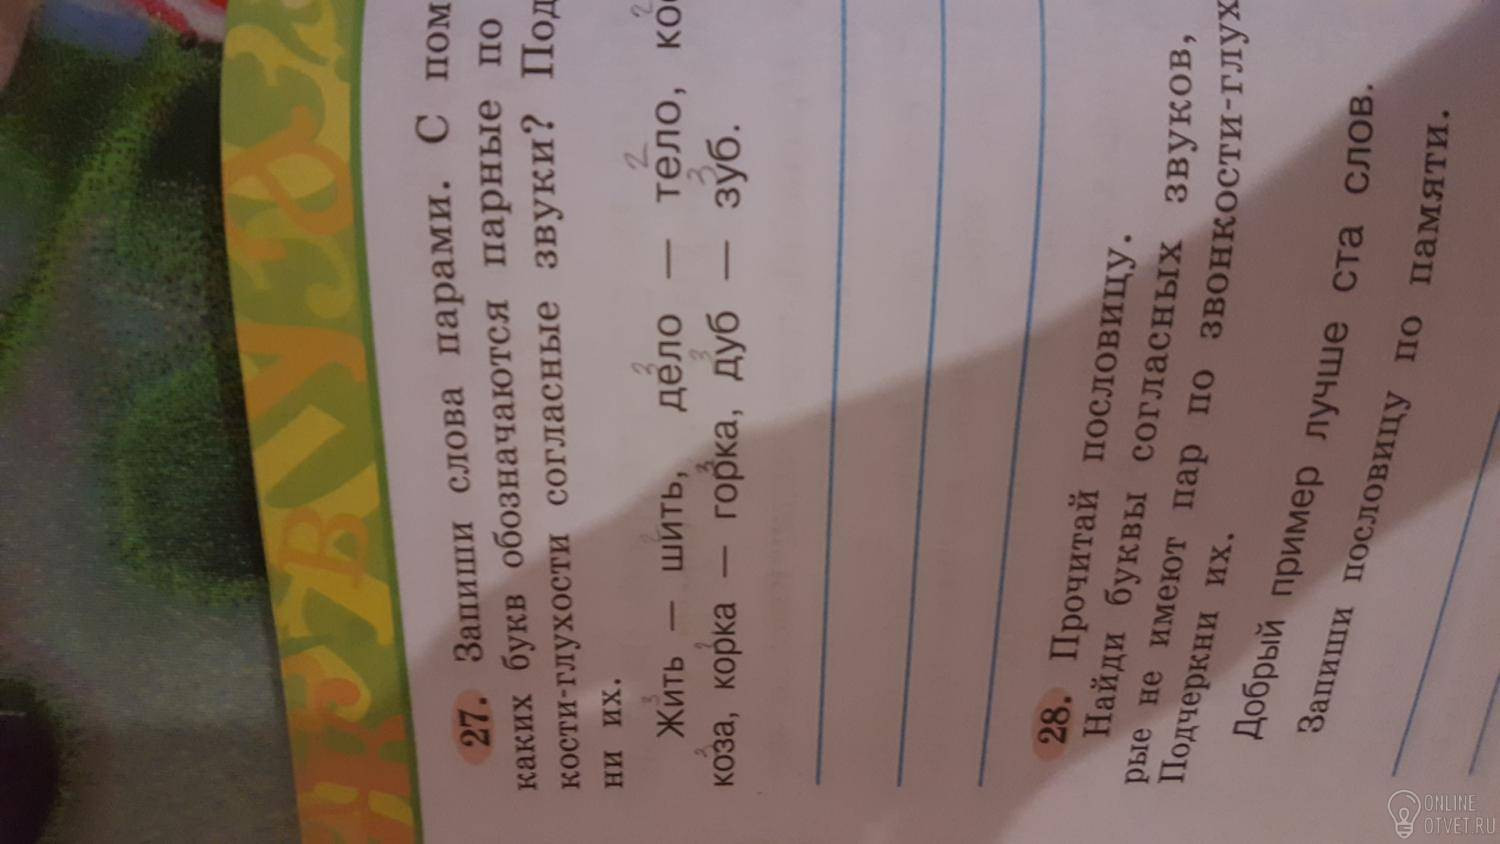 27. Запиши слова парами. С пом
каких букв обозначаются парные по
кости-глухости согласные звуки? Под
ни их.
Жить — шить, дело — тело, ко
коза, корка — горка, дуб — зуб.
28. Прочитай пословицу.
Найди буквы согласных звуков,
рые не имеют пар по звонкости-глух
Подчеркни их.
Добрый пример лучше ста слов.
Запиши пословицу по памяти.
ONLINE
OTVET.RU